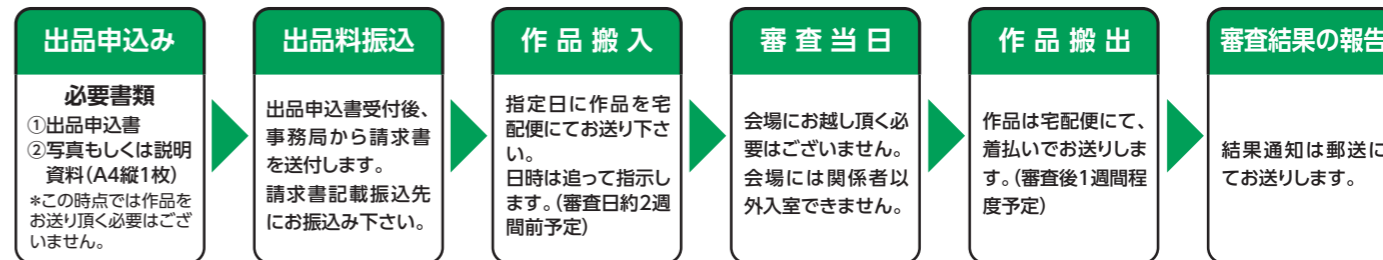 出品申込み
必要書類
①出品申込書
②写真もしくは説明
資料(A4縦1枚)
*この時点では作品を
お送り頂く必要はござ
いません。
出品料振込
出品申込書受付後、
事務局から請求書
を送付します。
請求書記載振込先
にお振込み下さい。
作品搬入
指定日に作品を宅
配便にてお送り下さ
い。
日時は追って指示し
ます。(審査日約2週
間前予定)
審査当日
会場にお越し頂く必
要はございません。
会場には関係者以
外入室できません。
作品搬出
作品は宅配便にて、
着払いでお送りしま
す。(審査後1週間程
度予定)
審査結果の報告
結果通知は郵送に
てお送りします。